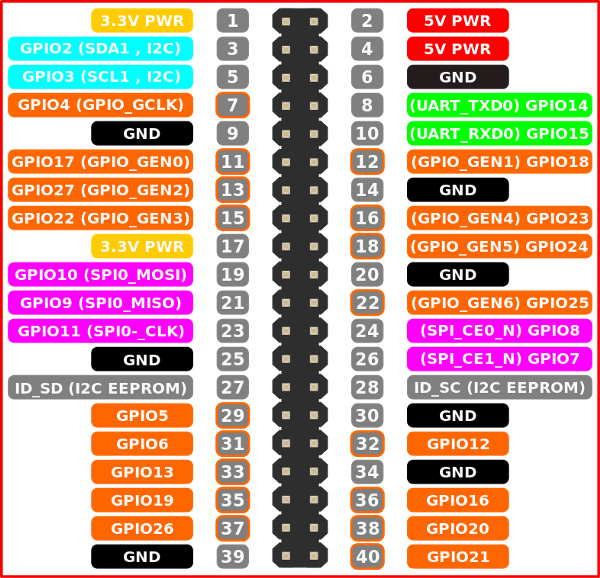 3.3V PWR 1 2 5V PWR
GPIO2 (SDA1 , I2C) 3 4 5V PWR
GPIO3 (SCL1 , I2C) 5 6 GND
GPIO4 (GPIO_GCLK) 7 8 (UART_TXD0) GPIO14
GND 9 10 (UART_RXD0) GPIO15
GPIO17 (GPIO_GEN0) 11 12 (GPIO_GEN1) GPIO18
GPIO27 (GPIO_GEN2) 13 14 GND
GPIO22 (GPIO_GEN3) 15 16 (GPIO_GEN4) GPIO23
3.3V PWR 17 18 (GPIO_GEN5) GPIO24
GPIO10 (SPI0_MOSI) 19 20 GND
GPIO9 (SPI0_MISO) 21 22 (GPIO_GEN6) GPIO25
GPIO11 (SPI0-_CLK) 23 24 (SPI_CE0_N) GPIO8
GND 25 26 (SPI_CE1_N) GPIO7
ID_SD (I2C EEPROM) 27 28 ID_SC (I2C EEPROM)
GPIO5 29 30 GND
GPIO6 31 32 GPIO12
GPIO13 33 34 GND
GPIO19 35 36 GPIO16
GPIO26 37 38 GPIO20
GND 39 40 GPIO21